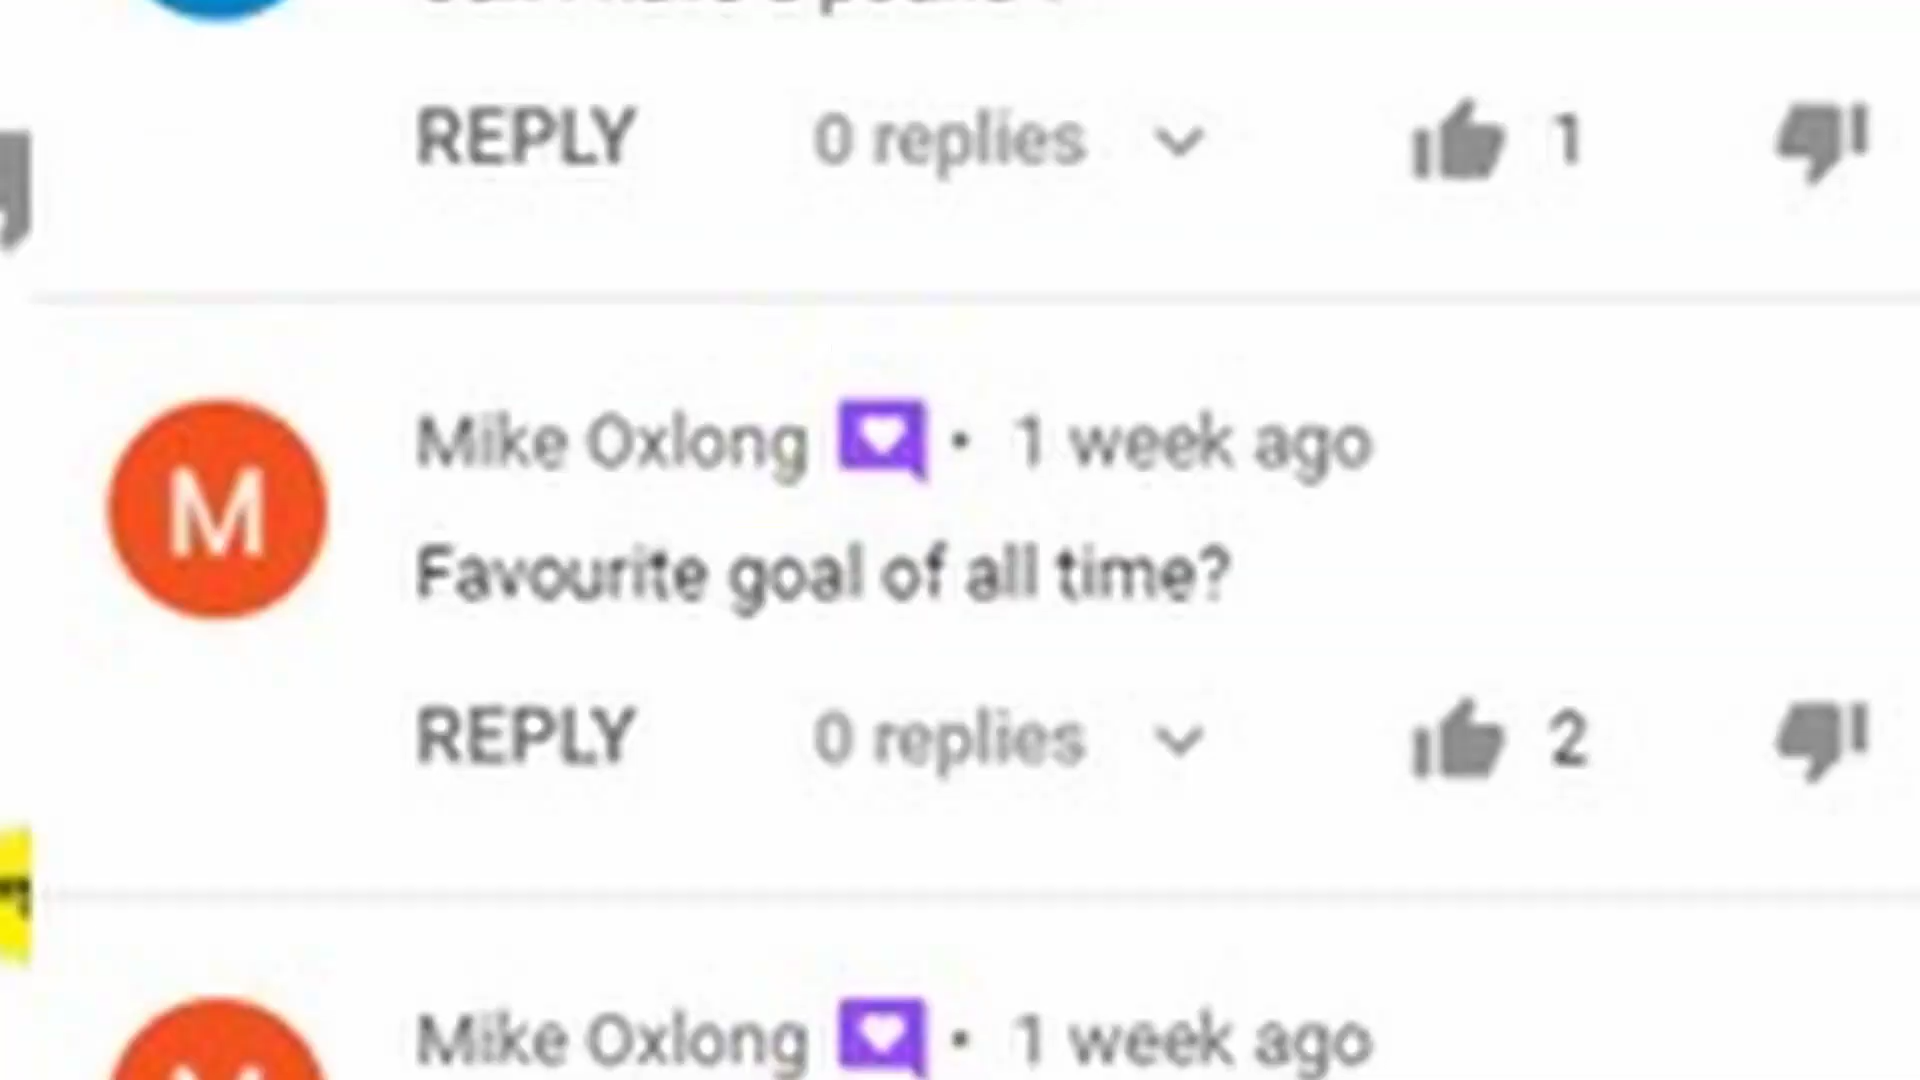 REPLY 0 replies 1
M Mike Oxlong • 1 week ago
Favourite goal of all time?
REPLY 0 replies 2
Mike Oxlong • 1 week ago